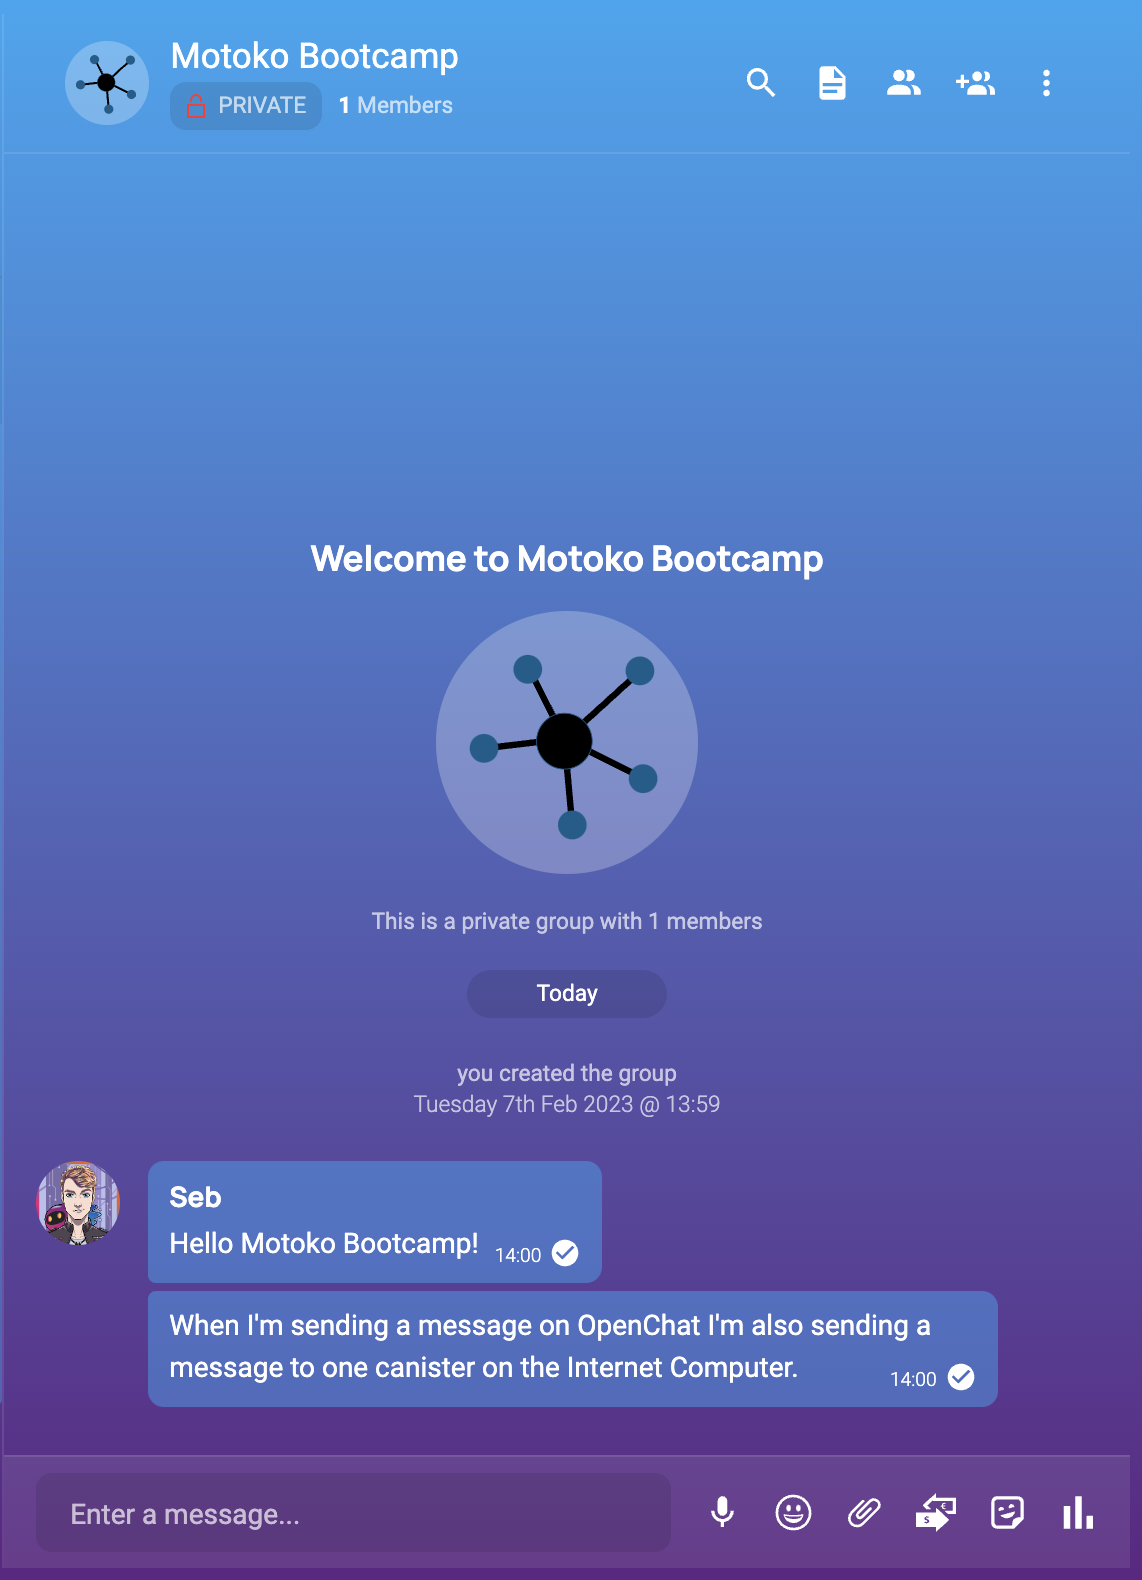 Motoko Bootcamp
PRIVATE 1 Members
Welcome to Motoko Bootcamp
This is a private group with 1 members
Today
you created the group
Tuesday 7th Feb 2023 @ 13:59
Seb
Hello Motoko Bootcamp! 14:00
When I'm sending a message on OpenChat I'm also sending a
message to one canister on the Internet Computer. 14:00
Enter a message...